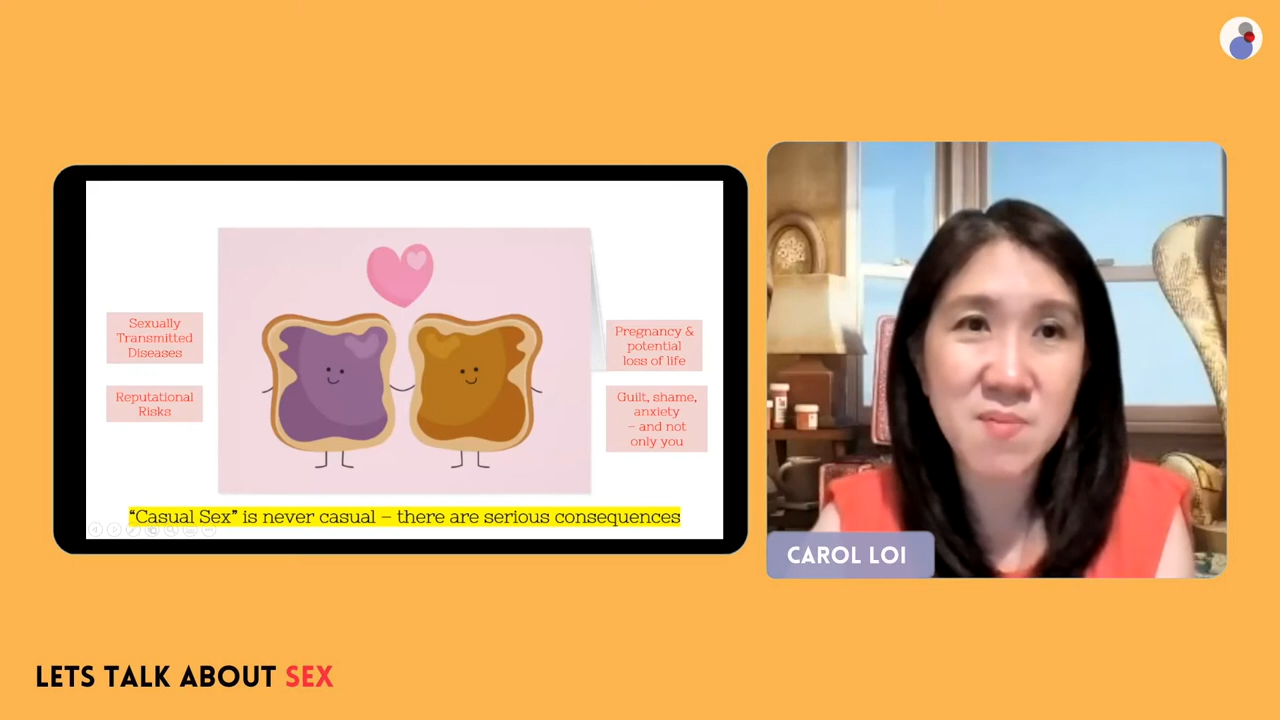 Sexually
Transmitted
Diseases
Reputational
Risks
Pregnancy &
potential
loss of life
Guilt, shame,
anxiety
– and not
only you
“Casual Sex” is never casual – there are serious consequences
CAROL LOI
LETS TALK ABOUT SEX